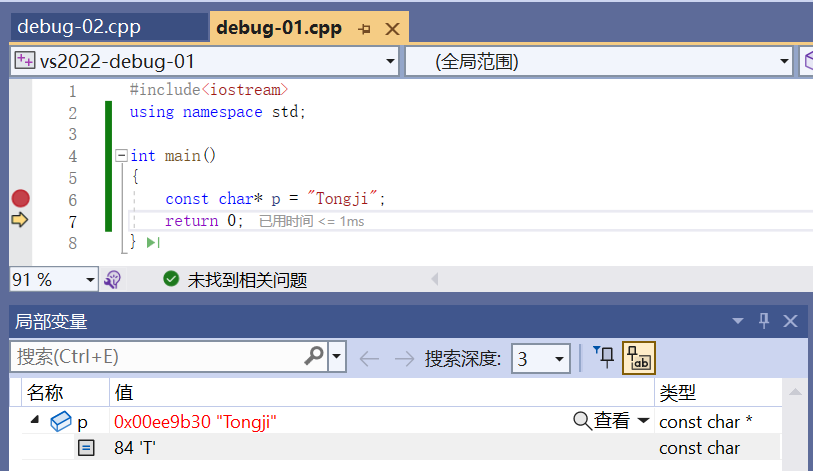 debug-02.cpp debug-01.cpp
vs2022-debug-01 (全局范围)
1 #include<iostream>
2 using namespace std;
3
4 int main()
5 {
6 const char* p = "Tongji";
7 return 0; 已用时间 <= 1ms
8 }
91 % 未找到相关问题
局部变量
搜索(Ctrl+E) 搜索深度: 3
名称 值 类型
p 0x00ee9b30 "Tongji" 查看 const char *
84 'T' const char